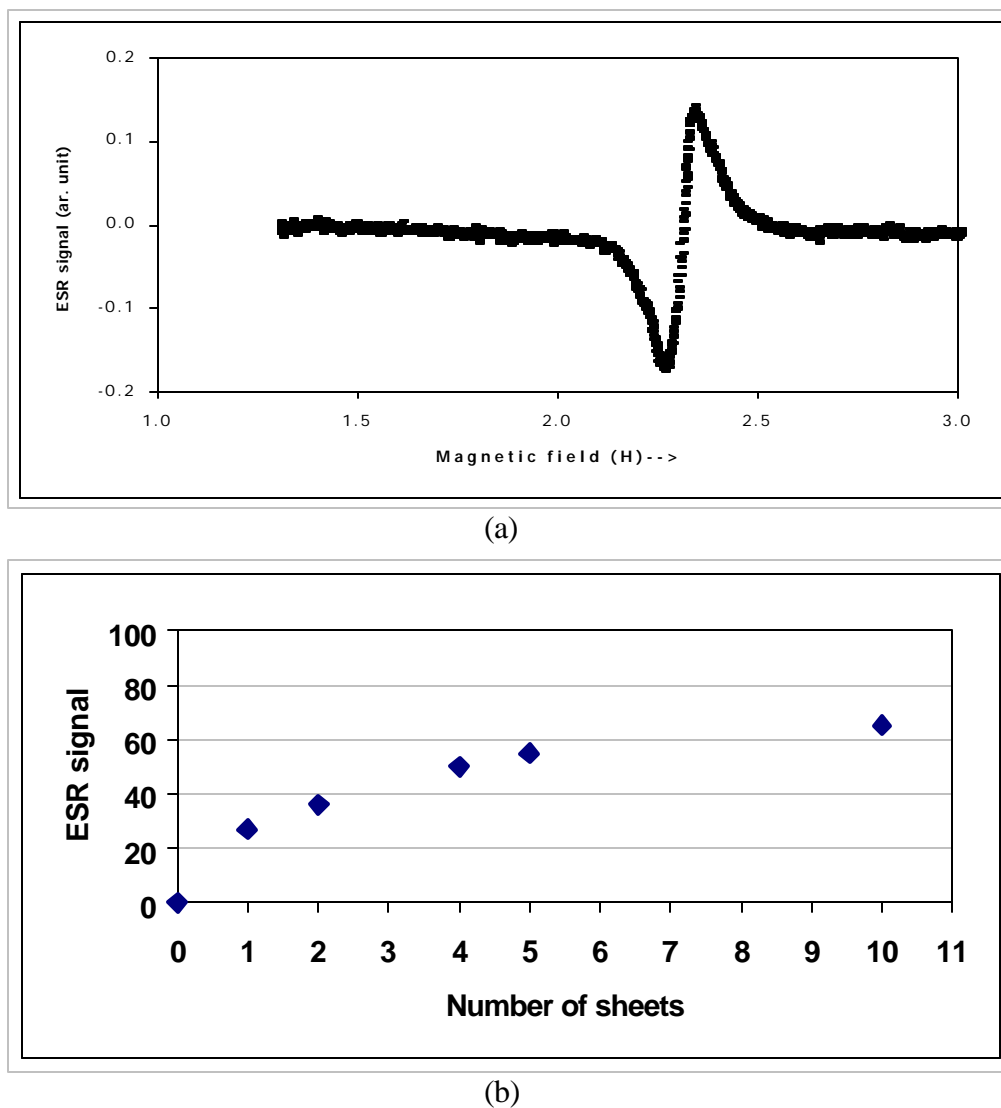 0.2
0.1
0.0
-0.1
-0.2
ESR signal (ar. unit)
1.0 1.5 2.0 2.5 3.0
Magnetic field (H)-->
(a)
100
80
60
40
20
0
ESR signal
0 1 2 3 4 5 6 7 8 9 10 11
Number of sheets
(b)